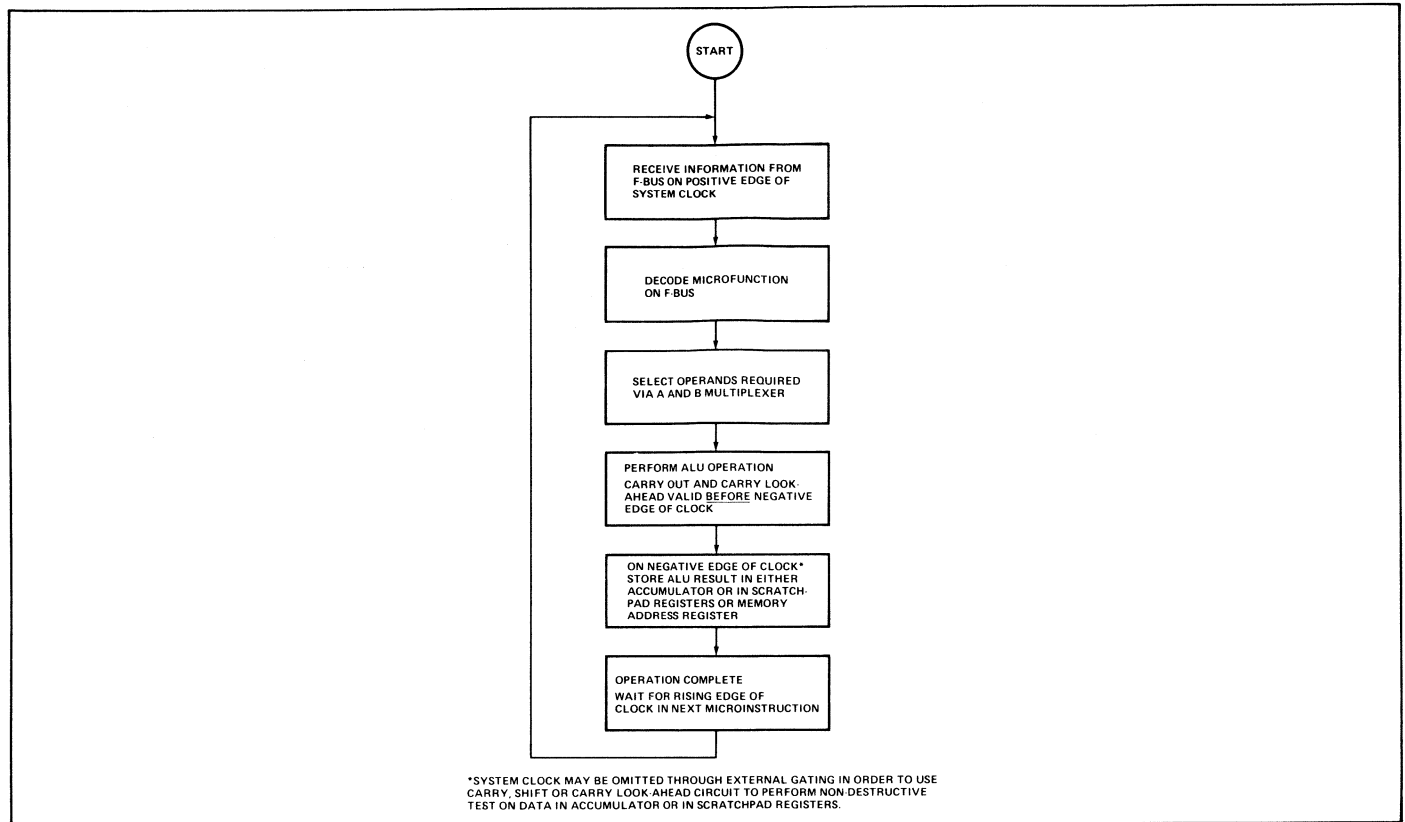 START
RECEIVE INFORMATION FROM
F-BUS ON POSITIVE EDGE OF
SYSTEM CLOCK
DECODE MICROFUNCTION
ON F-BUS
SELECT OPERANDS REQUIRED
VIA A AND B MULTIPLEXER
PERFORM ALU OPERATION
CARRY OUT AND CARRY LOOK-
AHEAD VALID BEFORE NEGATIVE
EDGE OF CLOCK
ON NEGATIVE EDGE OF CLOCK*
STORE ALU RESULT IN EITHER
ACCUMULATOR OR IN SCRATCH-
PAD REGISTERS OR MEMORY
ADDRESS REGISTER
OPERATION COMPLETE
WAIT FOR RISING EDGE OF
CLOCK IN NEXT MICROINSTRUCTION
*SYSTEM CLOCK MAY BE OMITTED THROUGH EXTERNAL GATING IN ORDER TO USE
CARRY, SHIFT OR CARRY LOOK-AHEAD CIRCUIT TO PERFORM NON-DESTRUCTIVE
TEST ON DATA IN ACCUMULATOR OR IN SCRATCHPAD REGISTERS.